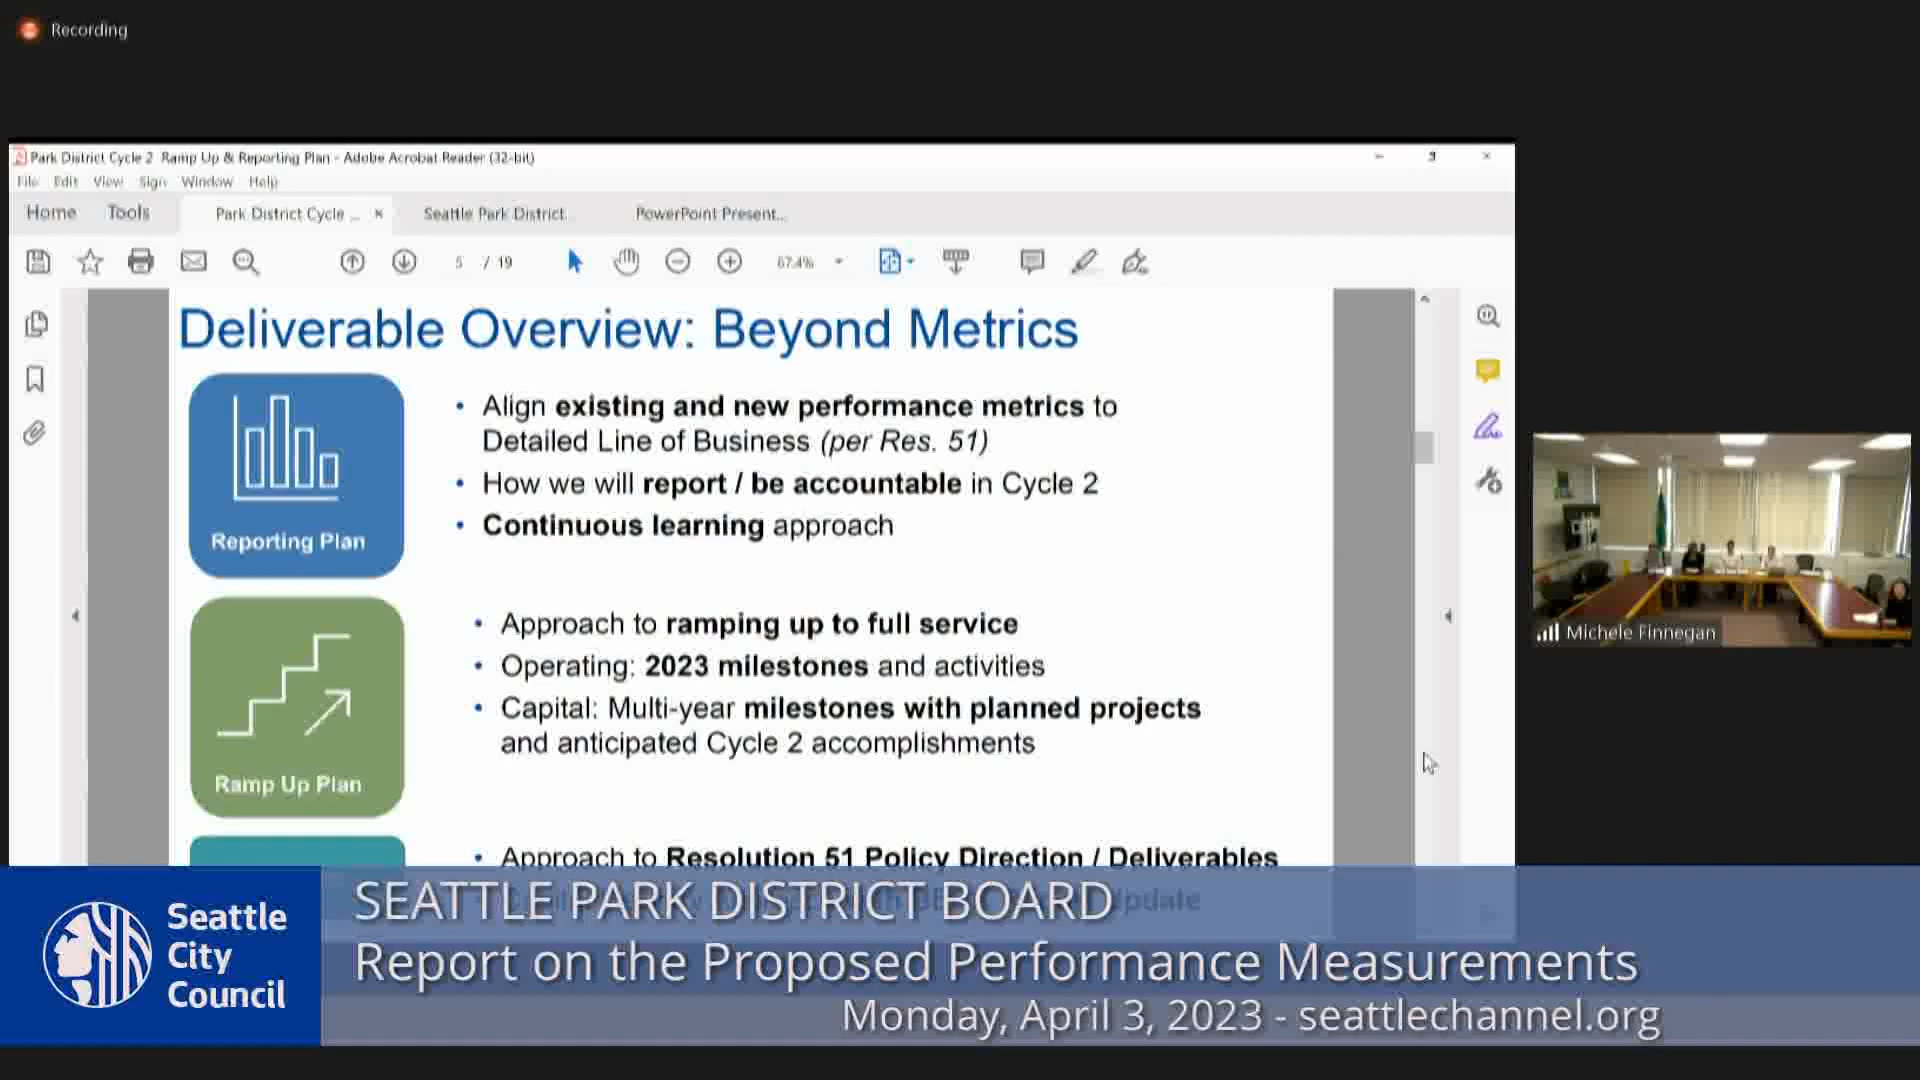 Recording
Park District Cycle 2 Ramp Up & Reporting Plan - Adobe Acrobat Reader (32-bit)
File Edit View Sign Window Help
Home Tools Park District Cycle ... × Seattle Park District. PowerPoint Present...
5 / 19 67.4%
Deliverable Overview: Beyond Metrics
• Align existing and new performance metrics to
Detailed Line of Business (per Res. 51)
• How we will report / be accountable in Cycle 2
• Continuous learning approach
Reporting Plan
• Approach to ramping up to full service
• Operating: 2023 milestones and activities
• Capital: Multi-year milestones with planned projects
and anticipated Cycle 2 accomplishments
Ramp Up Plan
• Approach to Resolution 51 Policy Direction / Deliverables
Update
Michele Finnegan
Seattle
City
Council
SEATTLE PARK DISTRICT BOARD
Report on the Proposed Performance Measurements
Monday, April 3, 2023 - seattlechannel.org